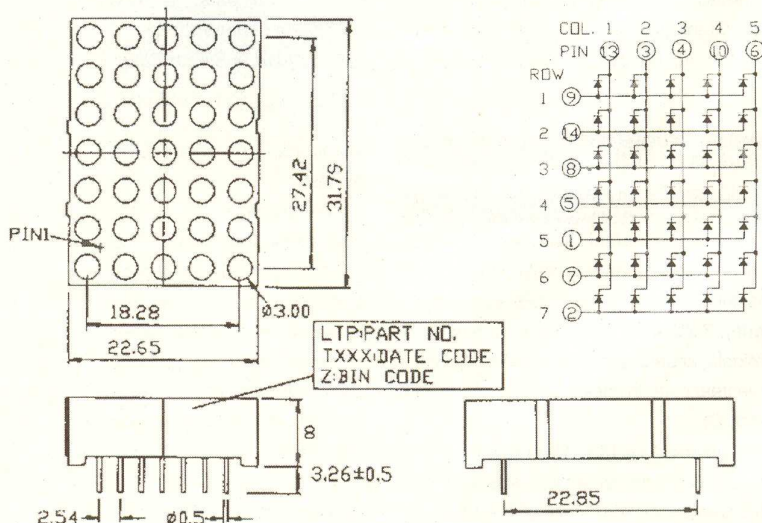 COL. 1 2 3 4 5
PIN 13 3 4 10 6
ROW
1 9
2 14
3 8
4 5
5 1
6 7
7 2
27.42
31.79
PIN1
18.28
22.65
ø3.00
LTP:PART NO.
TXXX:DATE CODE
Z:BIN CODE
8
3.26±0.5
2.54
ø0.5
22.85